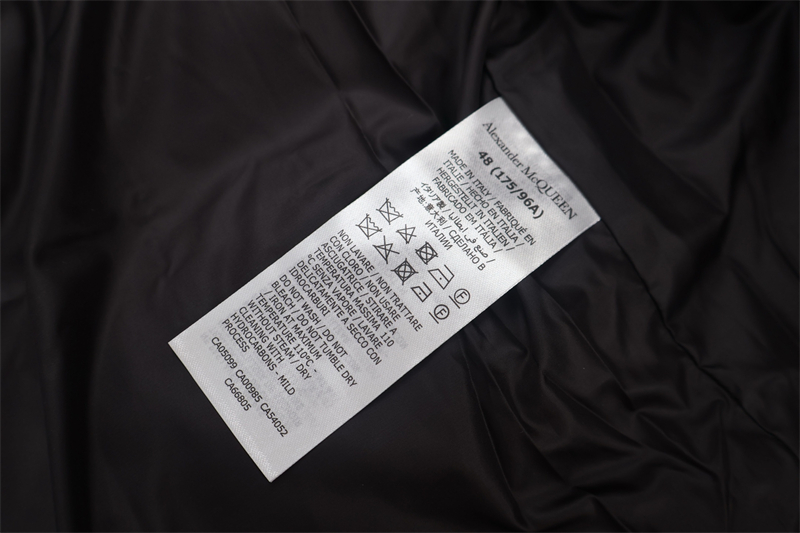 Alexander McQUEEN
48 (175/96A)
MADE IN ITALY / FABRIQUÉ EN
ITALIE / HECHO EN ITALIA /
HERGESTELLT IN ITALIEN /
FABRICADO EM ITALIA /
イタリア製 / صنع في ايطاليا /
产地:意大利 / СДЕЛАНО В
ИТАЛИИ
NON LAVARE / NON TRATTARE
CON CLORO / NON USARE
ASCIUGATRICE / STIRARE A
TEMPERATURA MASSIMA 110
°C SENZA VAPORE / LAVARE
DELICATAMENTE A SECCO CON
IDROCARBURI
DO NOT WASH / DO NOT
BLEACH / DO NOT TUMBLE DRY
/ IRON AT MAXIMUM
TEMPERATURE 110°C -
WITHOUT STEAM / DRY
CLEANING WITH
HYDROCARBONS - MILD
PROCESS
CA05099 CA00985 CA54052
CA66805